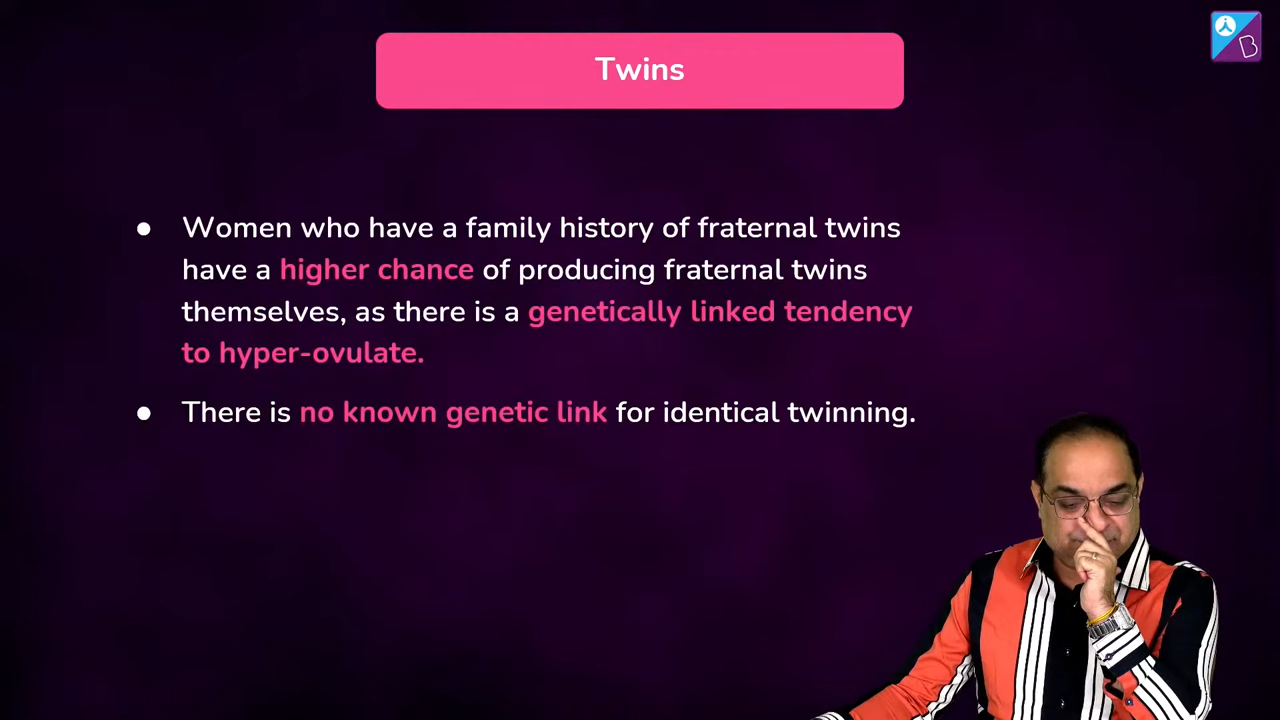 Twins
● Women who have a family history of fraternal twins
have a higher chance of producing fraternal twins
themselves, as there is a genetically linked tendency
to hyper-ovulate.
● There is no known genetic link for identical twinning.
B